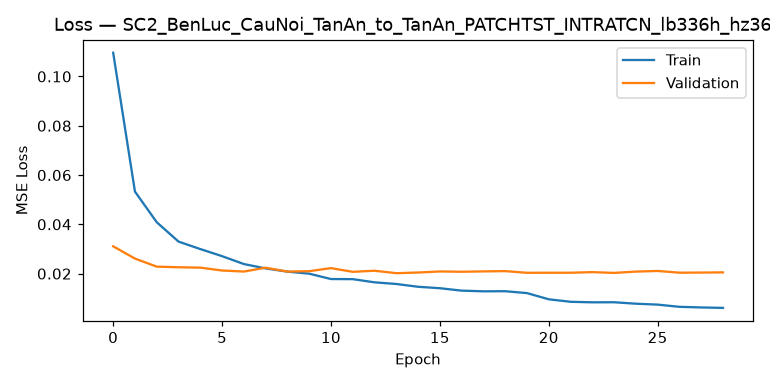 Loss — SC2_BenLuc_CauNoi_TanAn_to_TanAn_PATCHTST_INTRATCN_lb336h_hz36
Train
Validation
MSE Loss
0.10
0.08
0.06
0.04
0.02
0 5 10 15 20 25
Epoch